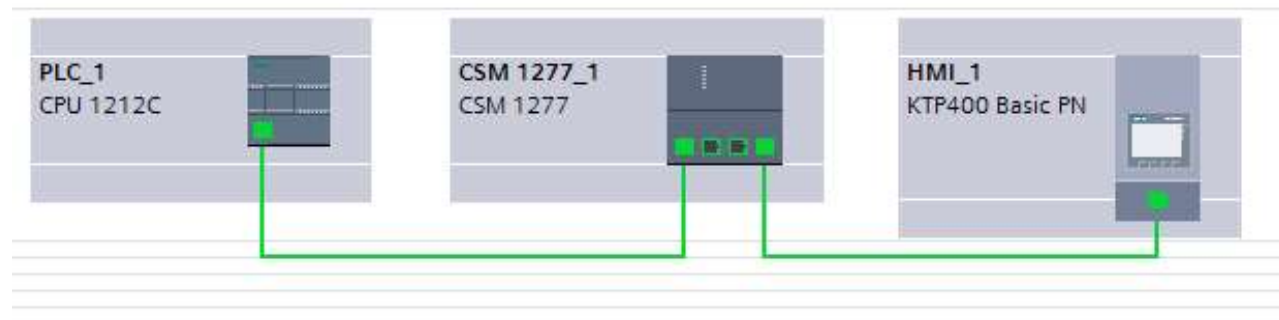 PLC_1
CPU 1212C
CSM 1277_1
CSM 1277
HMI_1
KTP400 Basic PN